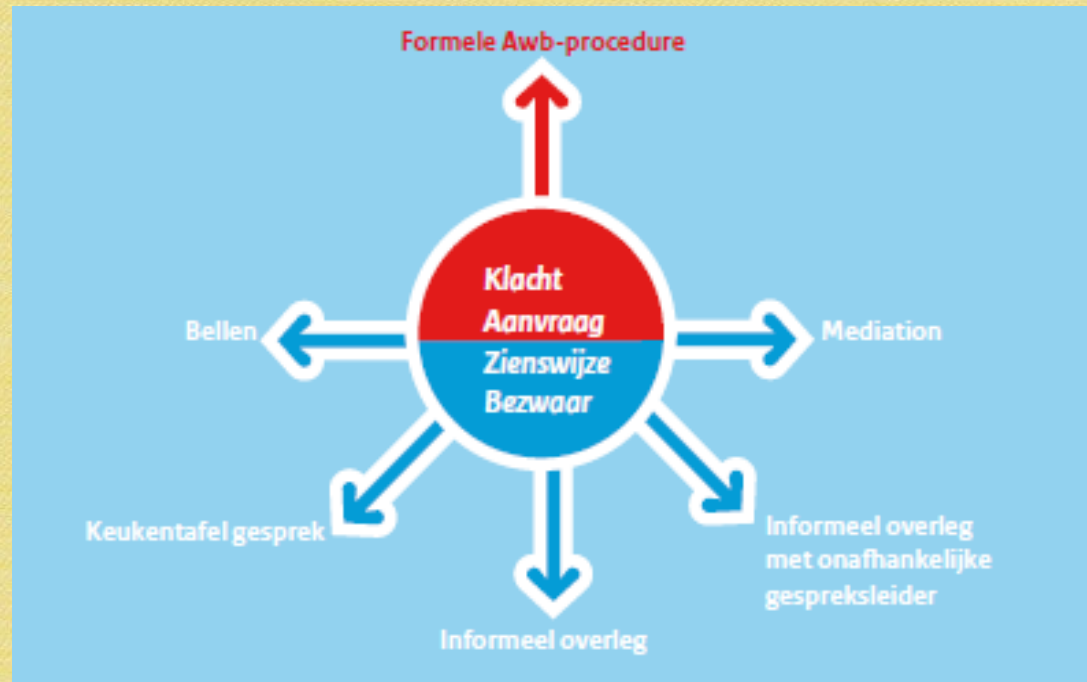 Formele Awb-procedure
Klacht
Aanvraag
Zienswijze
Bezwaar
Bellen
Mediation
Keukentafel gesprek
Informeel overleg
met onafhankelijke
gespreksleider
Informeel overleg